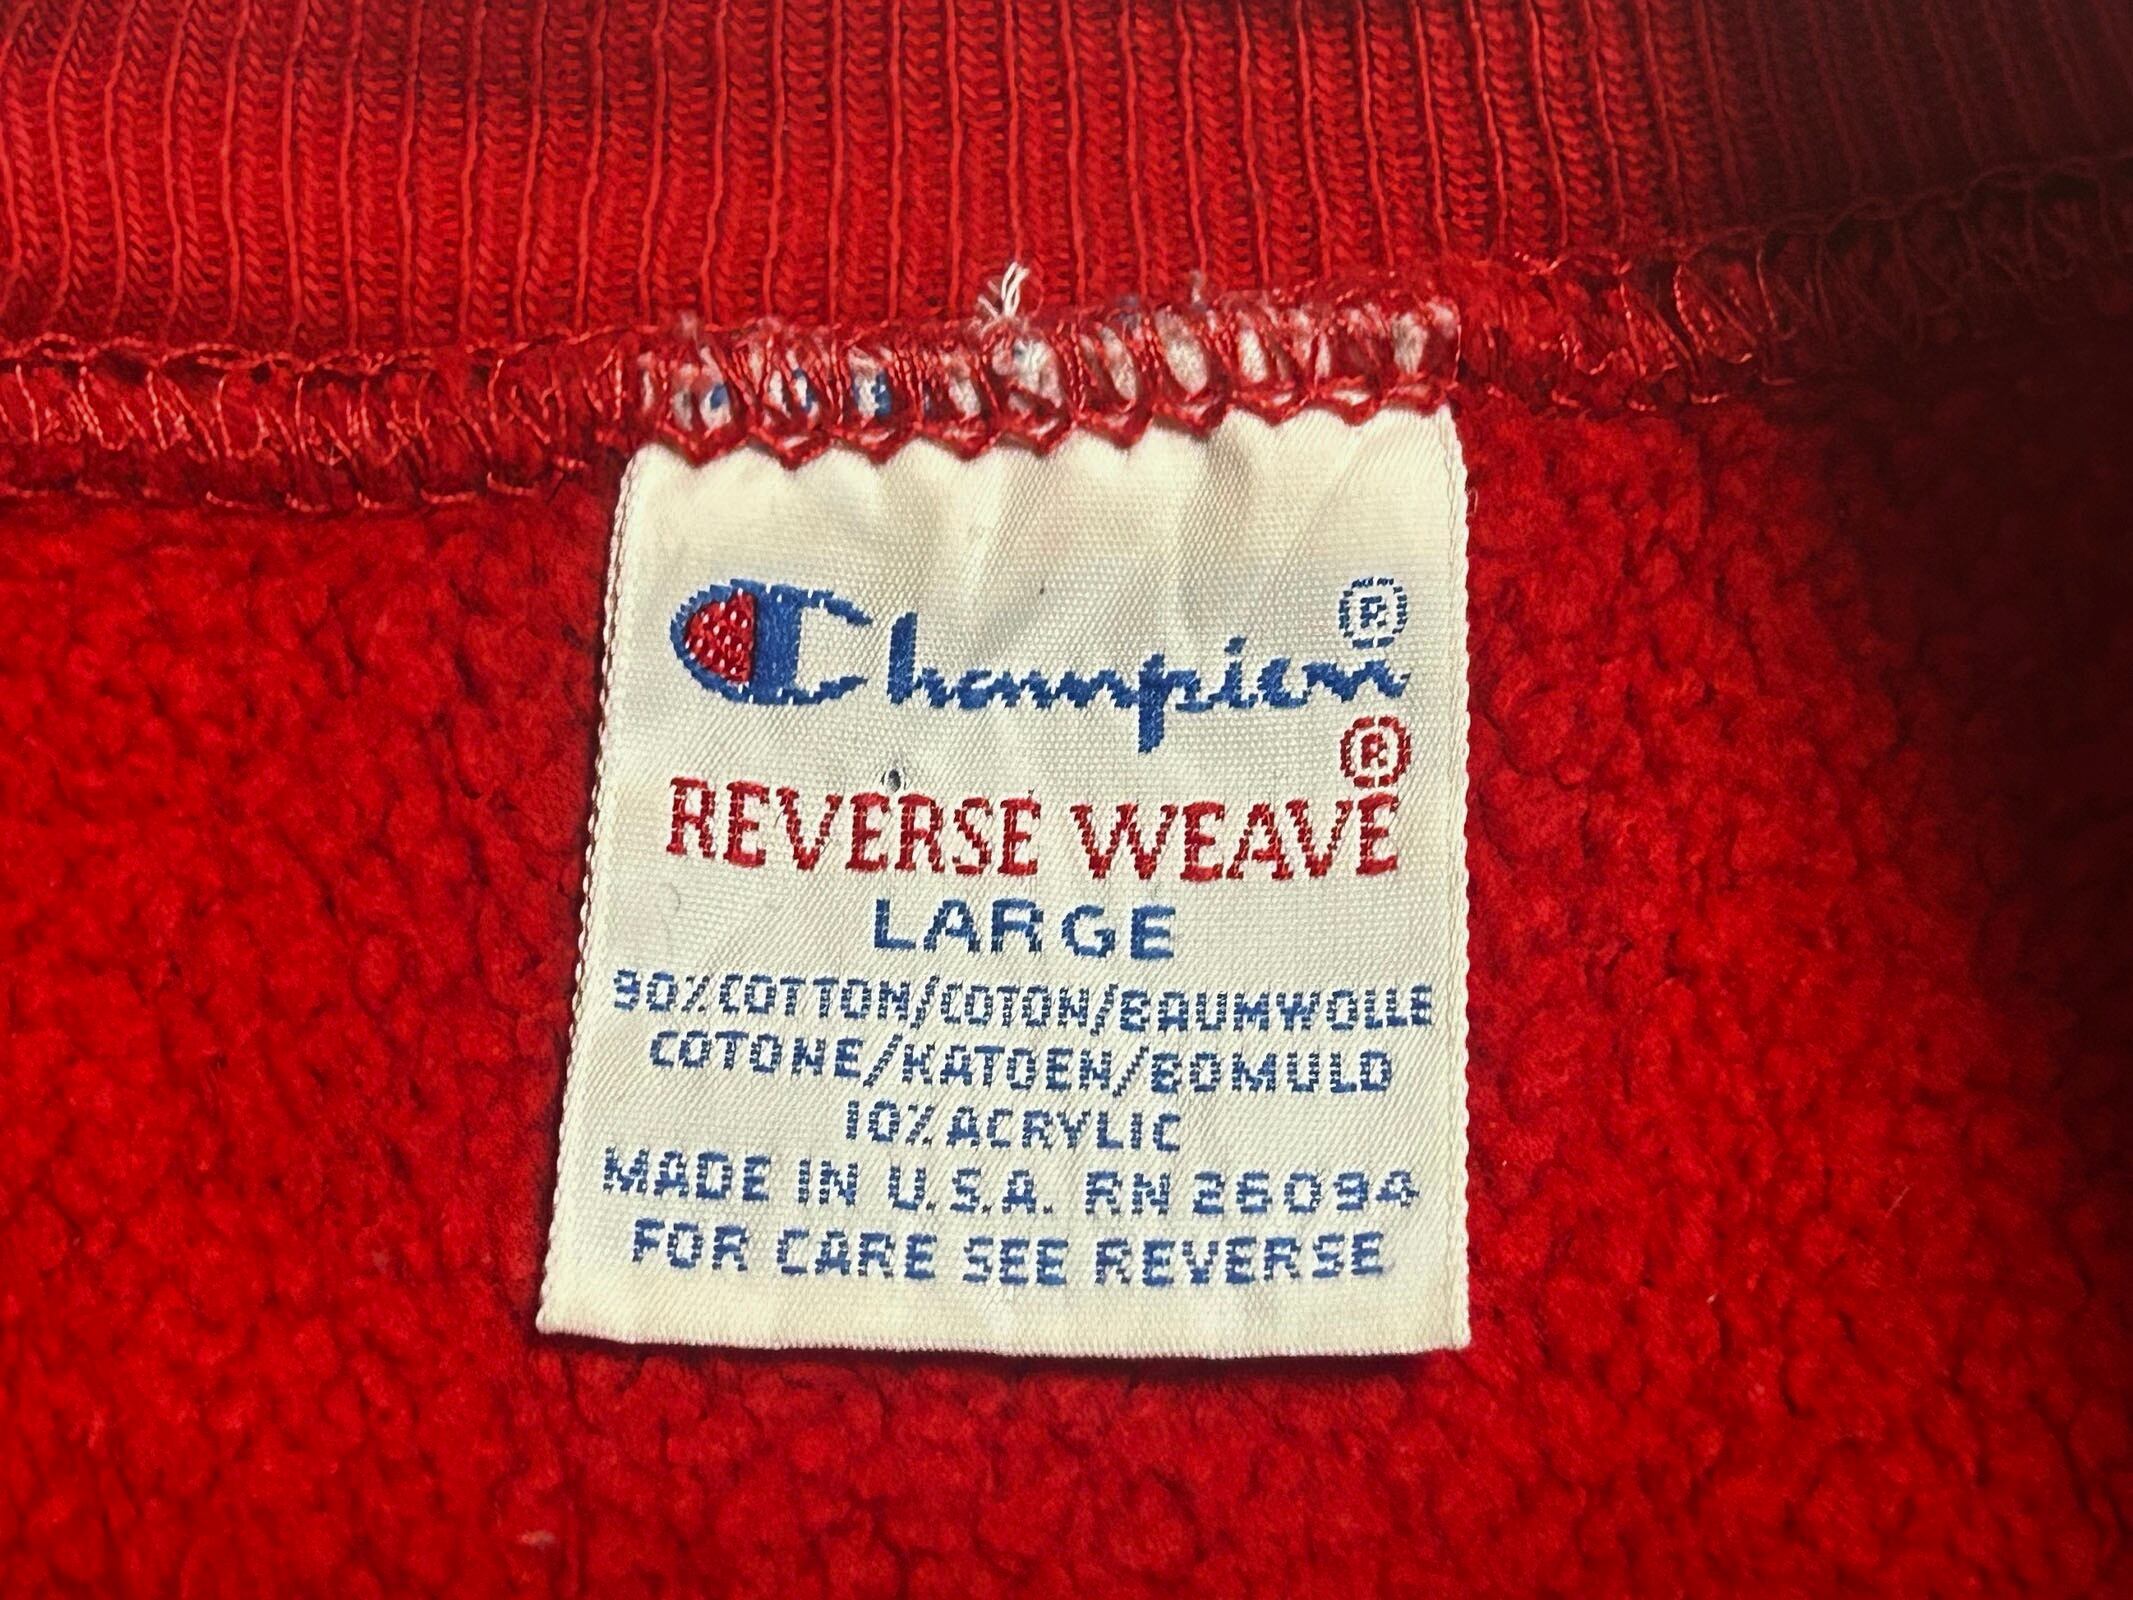 Champion®
REVERSE WEAVE®
LARGE
90% COTTON/COTON/BAUMWOLLE
COTONE/KATOEN/BOMULD
10% ACRYLIC
MADE IN U.S.A. RN 26094
FOR CARE SEE REVERSE